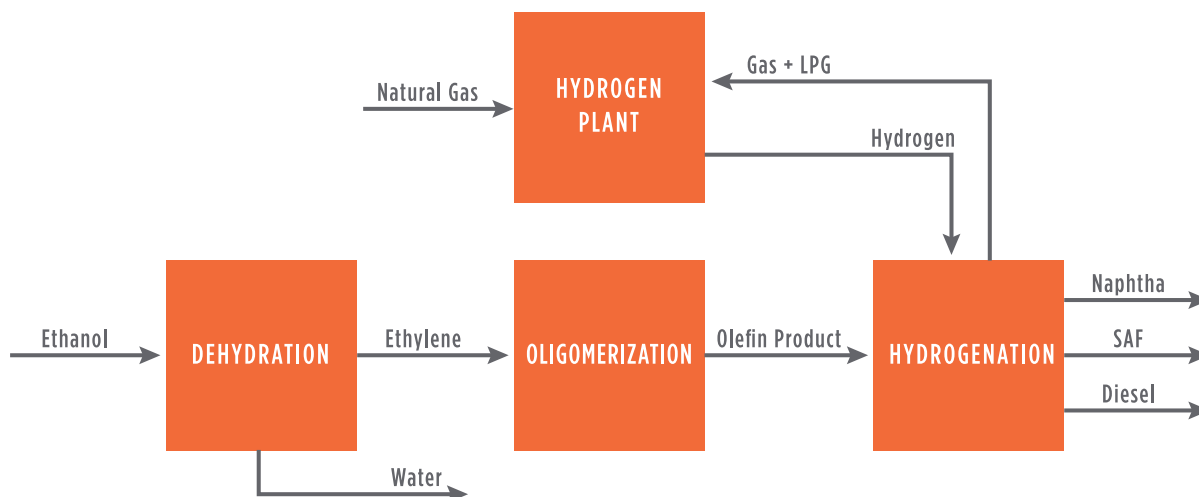 Gas + LPG
Natural Gas
HYDROGEN
PLANT
Hydrogen
Naphtha
Ethanol
DEHYDRATION
Ethylene
OLIGOMERIZATION
Olefin Product
HYDROGENATION
SAF
Diesel
Water